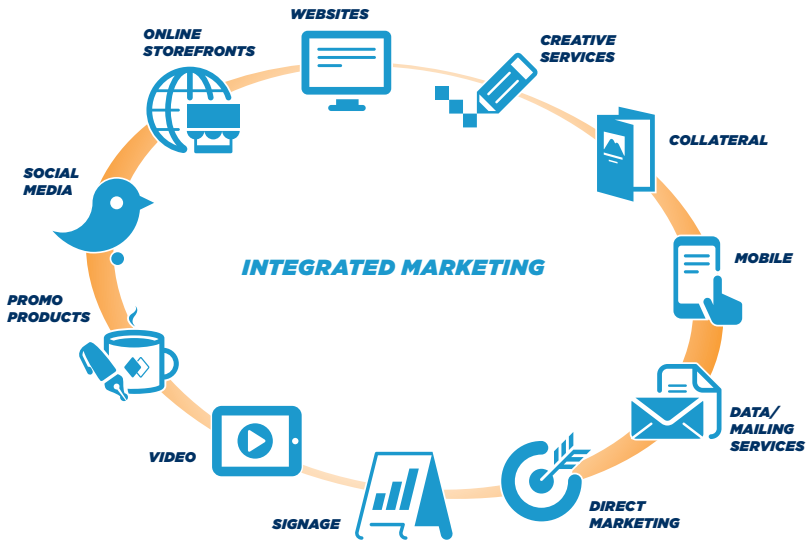 WEBSITES
ONLINE
STOREFRONTS
CREATIVE
SERVICES
COLLATERAL
SOCIAL
MEDIA
MOBILE
INTEGRATED MARKETING
PROMO
PRODUCTS
DATA/
MAILING
SERVICES
VIDEO
DIRECT
MARKETING
SIGNAGE